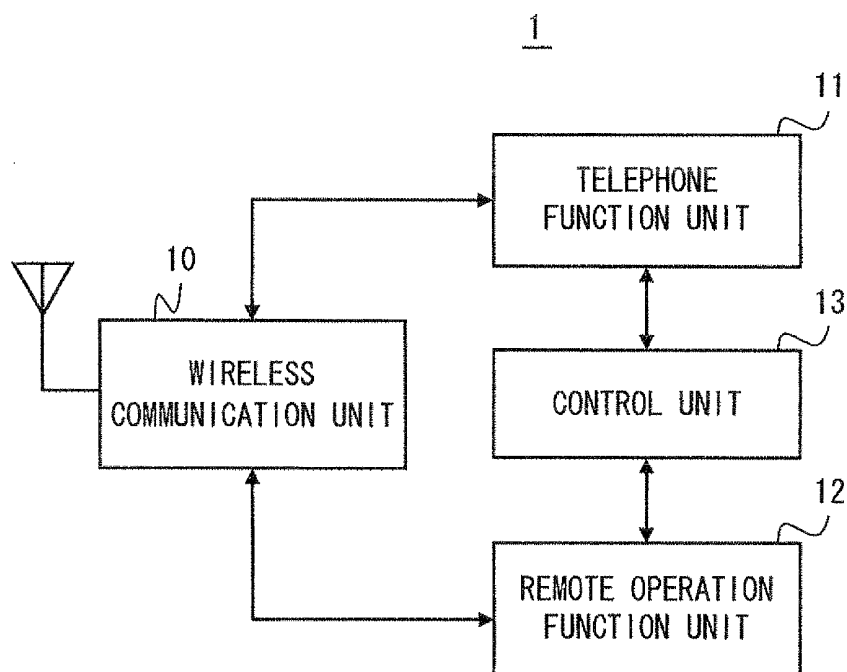 1
11
TELEPHONE
FUNCTION UNIT
10
WIRELESS
COMMUNICATION UNIT
13
CONTROL UNIT
12
REMOTE OPERATION
FUNCTION UNIT